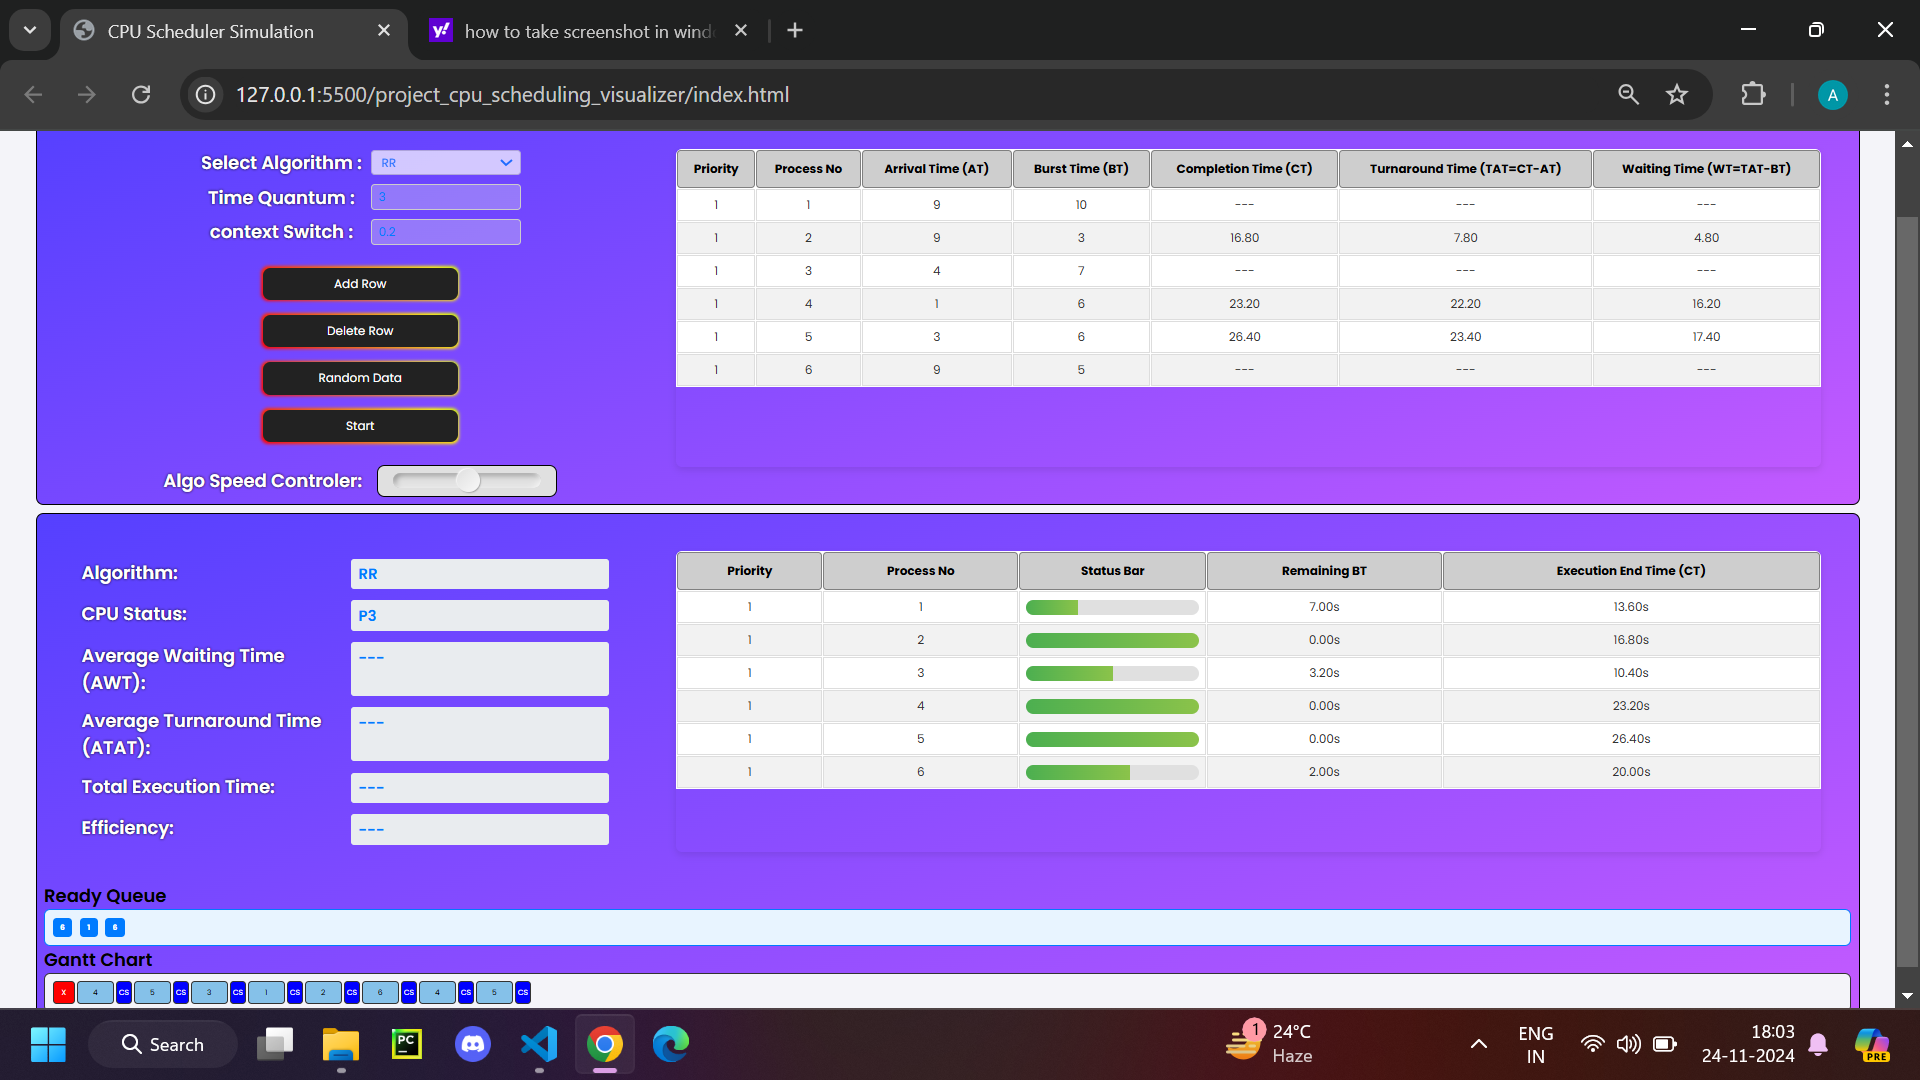 CPU Scheduler Simulation
how to take screenshot in wind
127.0.0.1:5500/project_cpu_scheduling_visualizer/index.html
A
Select Algorithm : RR
Time Quantum : 3
context Switch : 0.2
Add Row
Delete Row
Random Data
Start
Algo Speed Controler:
Priority Process No Arrival Time (AT) Burst Time (BT) Completion Time (CT) Turnaround Time (TAT=CT-AT) Waiting Time (WT=TAT-BT)
1 1 9 10 --- --- ---
1 2 9 3 16.80 7.80 4.80
1 3 4 7 --- --- ---
1 4 1 6 23.20 22.20 16.20
1 5 3 6 26.40 23.40 17.40
1 6 9 5 --- --- ---
Algorithm: RR
CPU Status: P3
Average Waiting Time (AWT): ---
Average Turnaround Time (ATAT): ---
Total Execution Time: ---
Efficiency: ---
Priority Process No Status Bar Remaining BT Execution End Time (CT)
1 1 7.00s 13.60s
1 2 0.00s 16.80s
1 3 3.20s 10.40s
1 4 0.00s 23.20s
1 5 0.00s 26.40s
1 6 2.00s 20.00s
Ready Queue
6 1 6
Gantt Chart
X 4 CS 5 CS 3 CS 1 CS 2 CS 6 CS 4 CS 5 CS
Search
PC
1
24°C
Haze
ENG
IN
18:03
24-11-2024
PRE